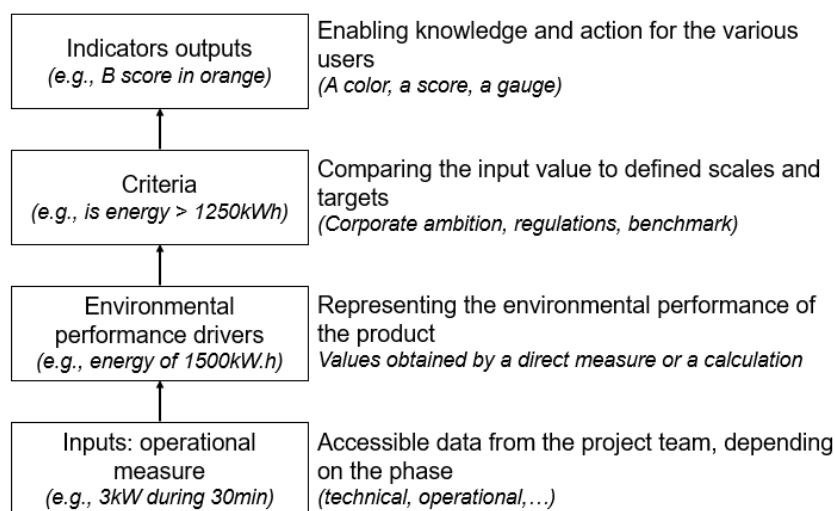 Indicators outputs
(e.g., B score in orange)
Enabling knowledge and action for the various
users
(A color, a score, a gauge)
Criteria
(e.g., is energy > 1250kWh)
Comparing the input value to defined scales and
targets
(Corporate ambition, regulations, benchmark)
Environmental
performance drivers
(e.g., energy of 1500kW.h)
Representing the environmental performance of
the product
Values obtained by a direct measure or a calculation
Inputs: operational
measure
(e.g., 3kW during 30min)
Accessible data from the project team, depending
on the phase
(technical, operational,…)